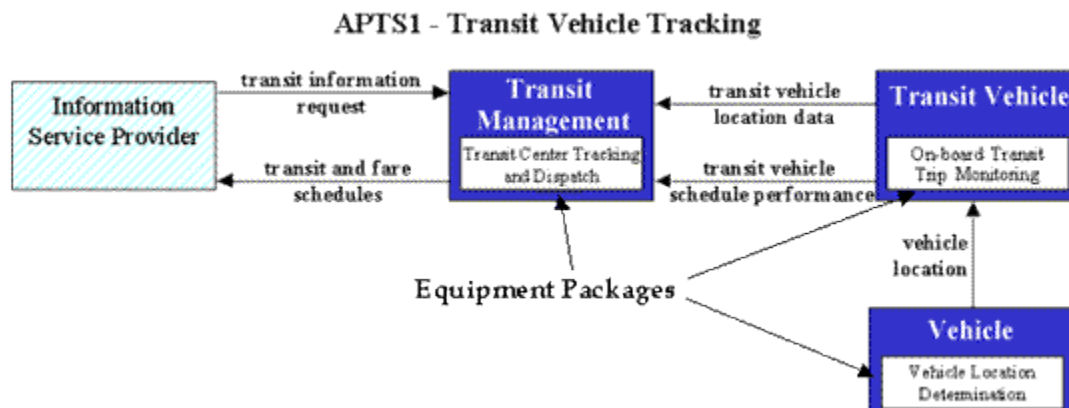 APTS1 - Transit Vehicle Tracking
Information
Service Provider
transit information
request
transit and fare
schedules
Transit
Management
Transit Center Tracking
and Dispatch
transit vehicle
location data
transit vehicle
schedule performance
Transit Vehicle
On-board Transit
Trip Monitoring
vehicle
location
Equipment Packages
Vehicle
Vehicle Location
Determination